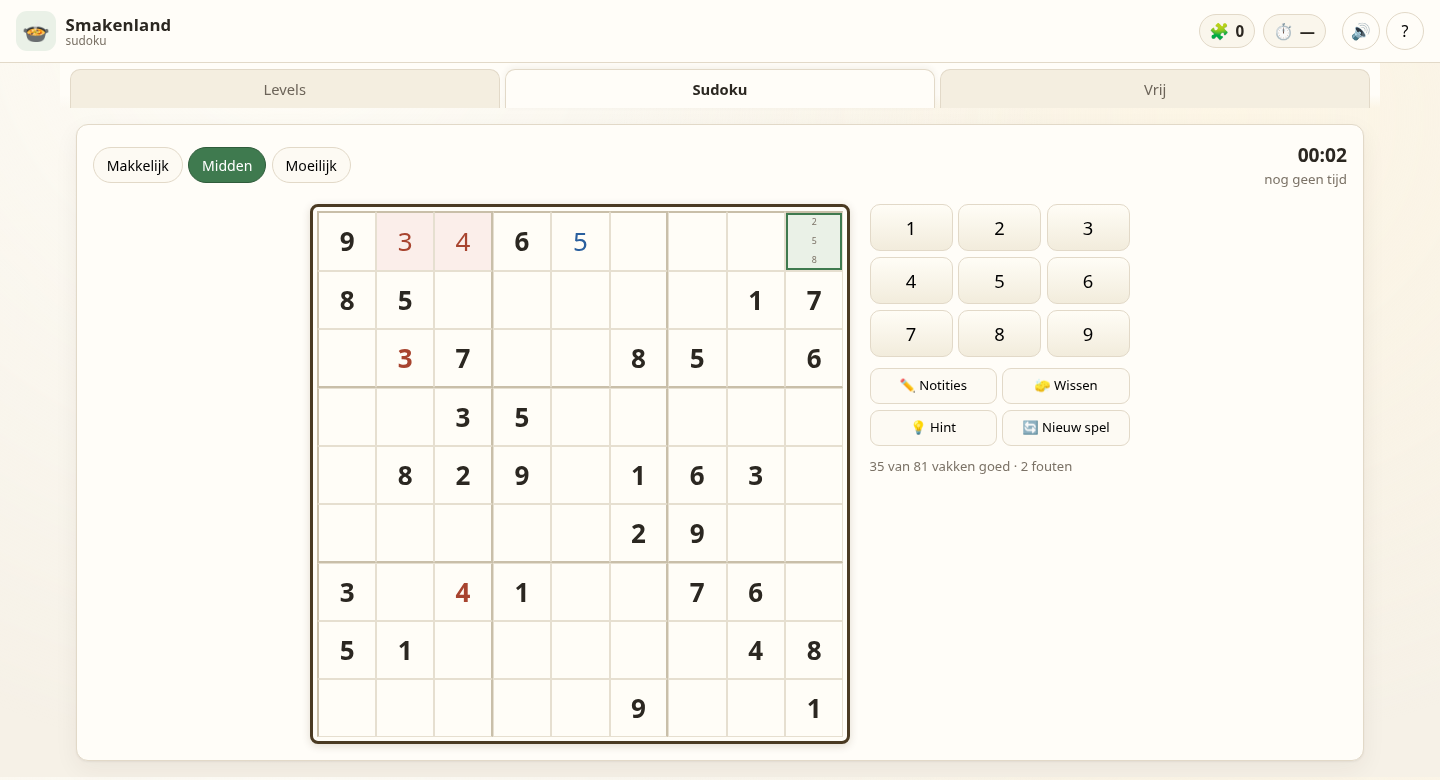 Smakenland
sudoku
0
—
?
Levels
Sudoku
Vrij
Makkelijk Midden Moeilijk
00:02
nog geen tijd
9 3 4 6 5
2
5
8
8 5 1 7
3 7 8 5 6
3 5
8 2 9 1 6 3
2 9
3 4 1 7 6
5 1 4 8
9 1
1 2 3
4 5 6
7 8 9
Notities Wissen
Hint Nieuw spel
35 van 81 vakken goed · 2 fouten